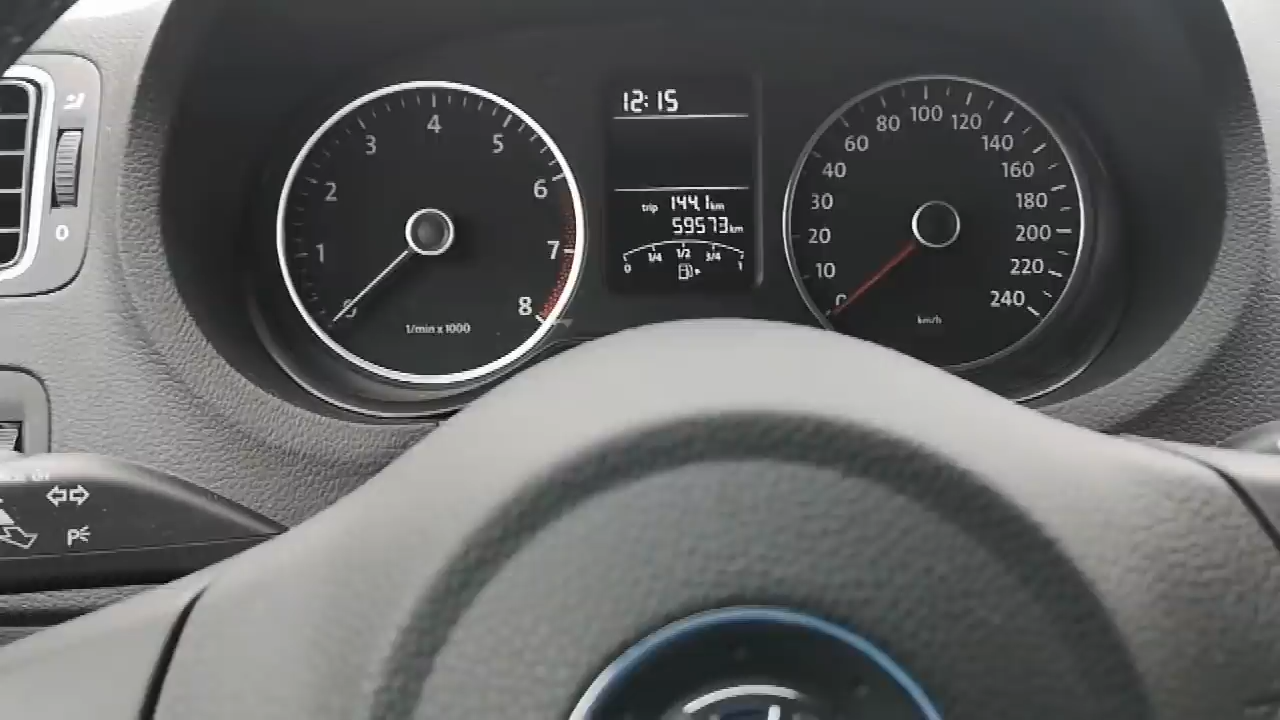 12:15
trip 144,1 km
59573 km
0 1/4 1/2 3/4 1
0 1 2 3 4 5 6 7 8
1/min x 1000
0 10 20 30 40 60 80 100 120 140 160 180 200 220 240
km/h
0
P